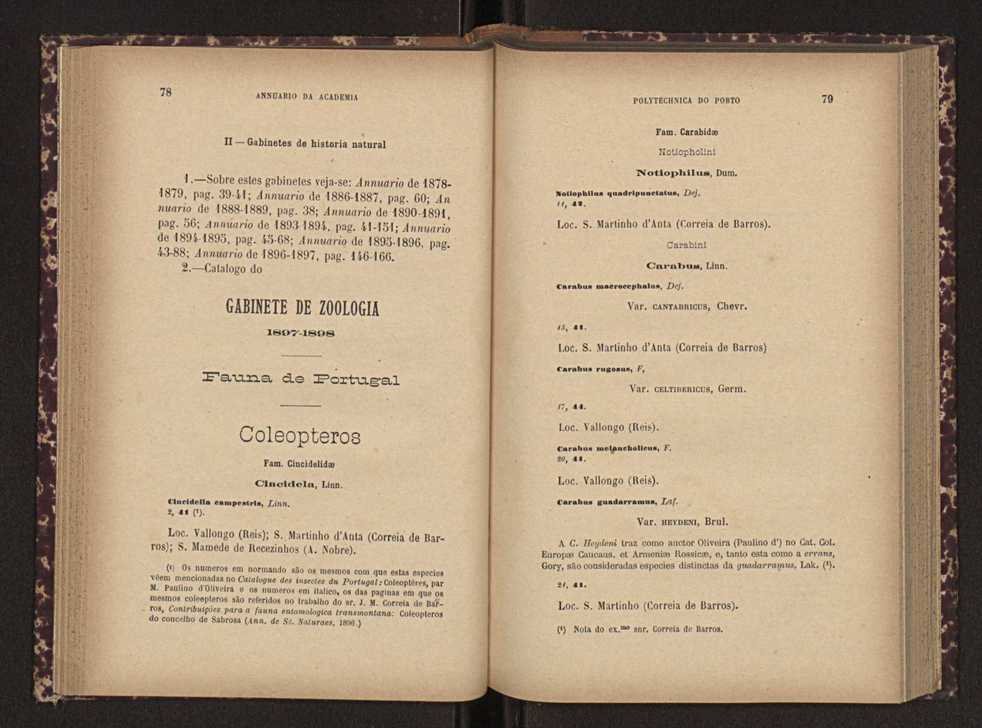 78
ANNUARIO DA ACADEMIA
II — Gabinetes de historia natural
1.—Sobre estes gabinetes veja-se: Annuario de 1878-
1879, pag. 39-41; Annuario de 1886-1887, pag. 60; An
nuario de 1888-1889, pag. 38; Annuario de 1890-1891,
pag. 56; Annuario de 1893-1894, pag. 41-151; Annuario
de 1894-1895, pag. 45-68; Annuario de 1895-1896, pag.
43-88; Annuario de 1896-1897, pag. 146-166.
2.—Catalogo do
GABINETE DE ZOOLOGIA
1897-1898
Fauna de Portugal
Coleopteros
Fam. Cincidelidæ
Cincidela, Linn.
Cincidella campestris, Linn.
2, 41 (¹).
Loc. Vallongo (Reis); S. Martinho d'Anta (Correia de Bar-
ros); S. Mamede de Recezinhos (A. Nobre).
(¹) Os numeros em normando são os mesmos com que estas especies
vêem mencionadas no Catalogue des insectes du Portugal: Coleoptères, par
M. Paulino d'Oliveira e os numeros em italico, os das paginas em que os
mesmos coleopteros são referidos no trabalho do sr. J. M. Correia de Bar-
ros, Contribuições para a fauna entomologica transmontana: Coleopteros
do concelho de Sabrosa (Ann. de Sc. Naturaes, 1896.)
POLYTECHNICA DO PORTO
79
Fam. Carabidæ
Notiopholini
Notiophilus, Dum.
Notiophilus quadripunctatus, Dej.
11, 42.
Loc. S. Martinho d'Anta (Correia de Barros).
Carabini
Carabus, Linn.
Carabus macrocephalus, Dej.
Var. CANTABRICUS, Chevr.
15, 44.
Loc. S. Martinho d'Anta (Correia de Barros)
Carabus rugosus, F,
Var. CELTIBERICUS, Germ.
17, 44.
Loc. Vallongo (Reis).
Carabus melancholicus, F.
20, 44.
Loc. Vallongo (Reis).
Carabus guadarramus, Laf.
Var. HEYDENI, Brul.
A C. Heydeni traz como auctor Oliveira (Paulino d') no Cat. Col.
Europæ Caucaus. et Armeniæ Rossicæ, e, tanto esta como a errans,
Gory, são consideradas especies distinctas da guadarramus, Lak. (¹).
24, 44.
Loc. S. Martinho (Correia de Barros).
(¹) Nota do ex.mo snr. Correia de Barros.